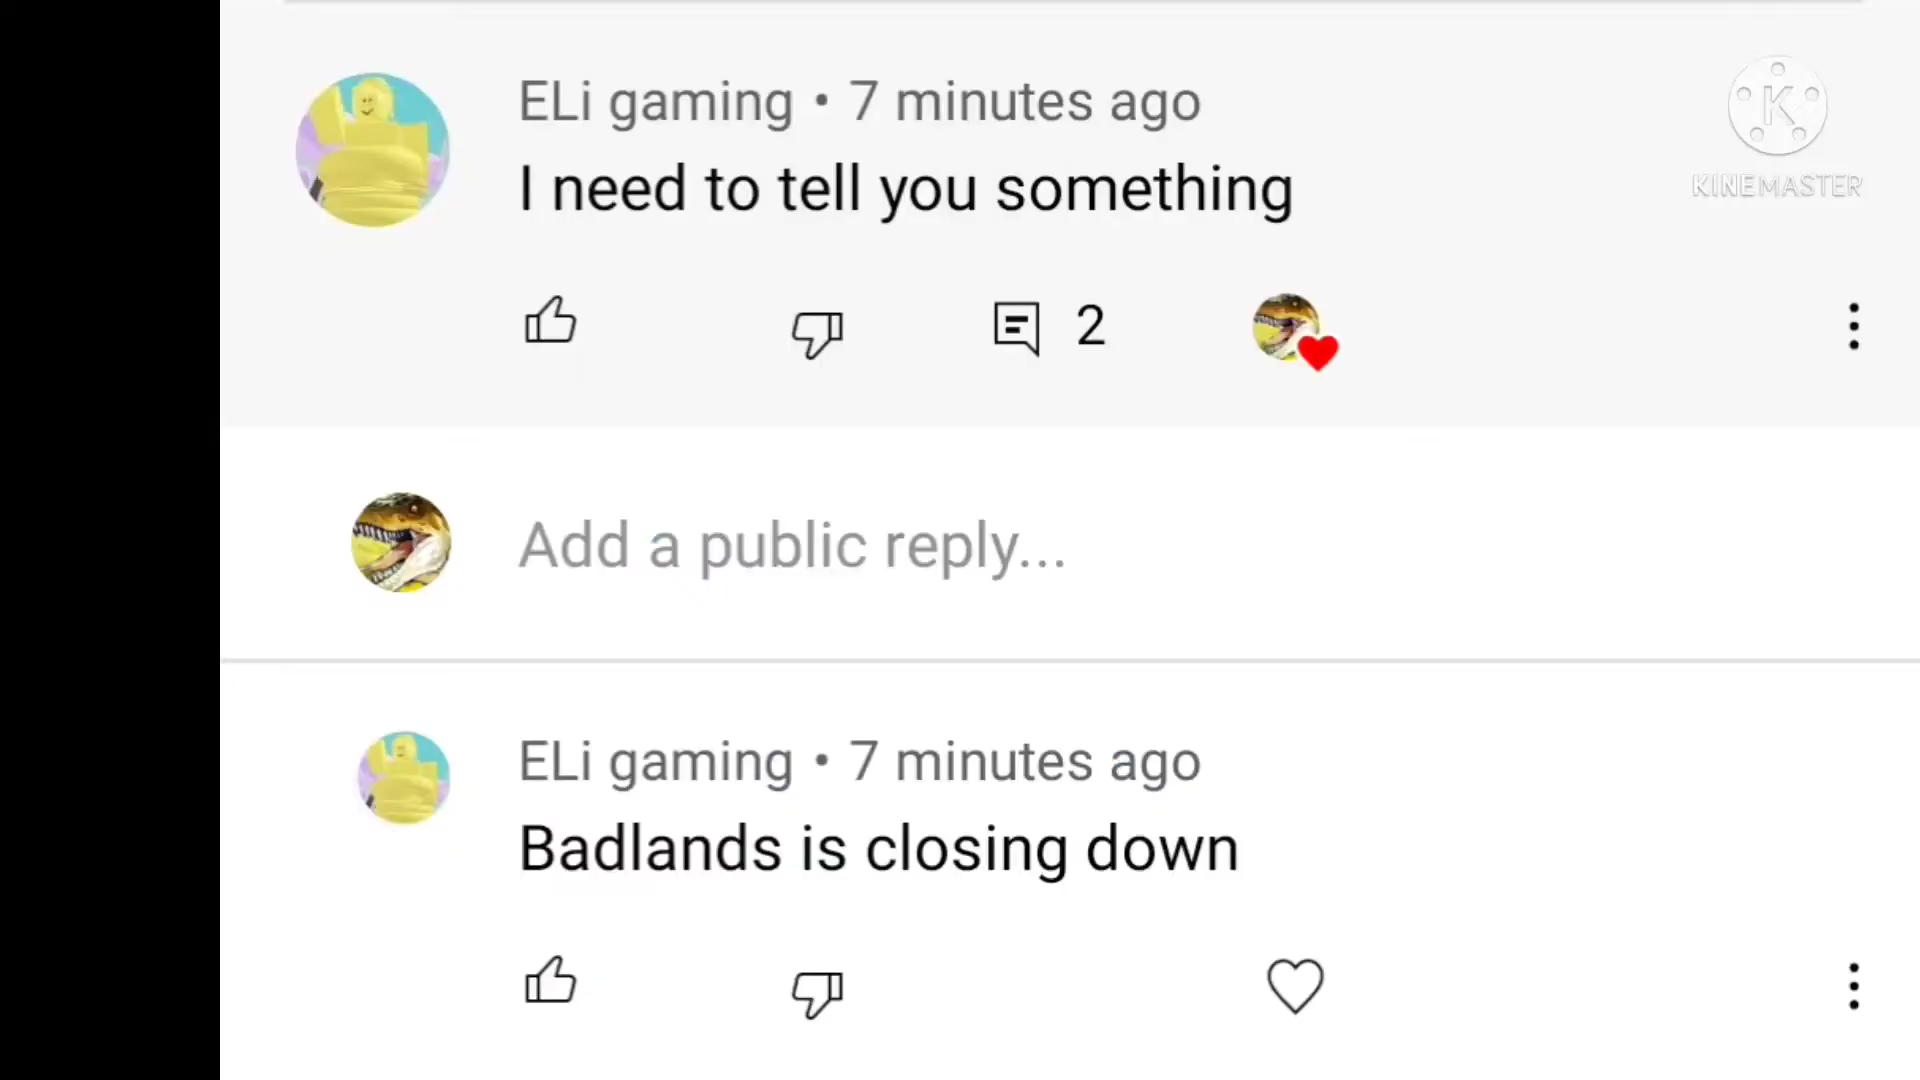 ELi gaming • 7 minutes ago
K
KINEMASTER
I need to tell you something
2
Add a public reply...
ELi gaming • 7 minutes ago
Badlands is closing down